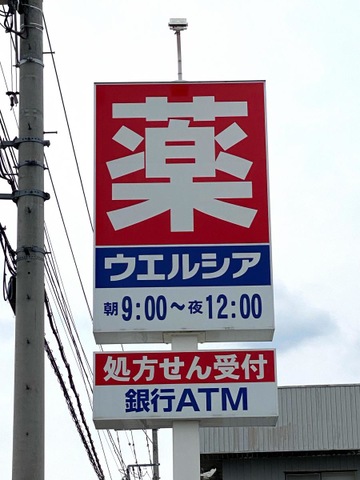 薬
ウエルシア
朝9:00～夜12:00
処方せん受付
銀行ATM